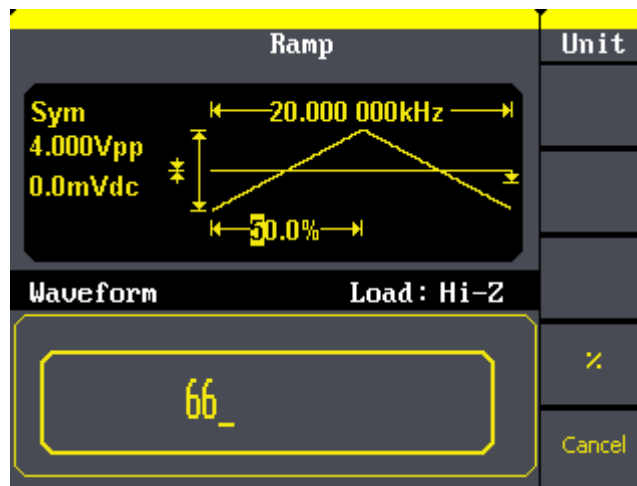 Ramp
Unit
Sym
20.000 000kHz
4.000Vpp
0.0mVdc
50.0%
Waveform
Load: Hi-Z
66_
%
Cancel